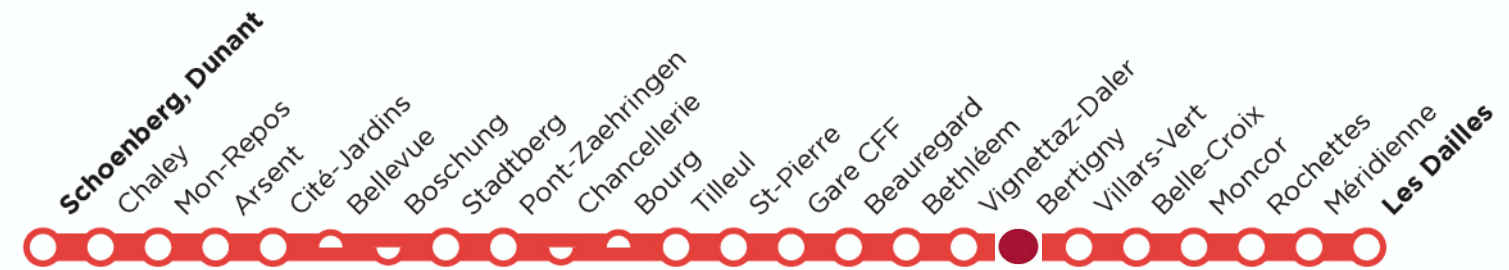 Schoenberg, Dunant
Chaley
Mon-Repos
Arsent
Cité-Jardins
Bellevue
Boschung
Stadtberg
Pont-Zaehringen
Chancellerie
Bourg
Tilleul
St-Pierre
Gare CFF
Beauregard
Bethléem
Vignettaz-Daler
Bertigny
Villars-Vert
Belle-Croix
Moncor
Rochettes
Méridienne
Les Dailles